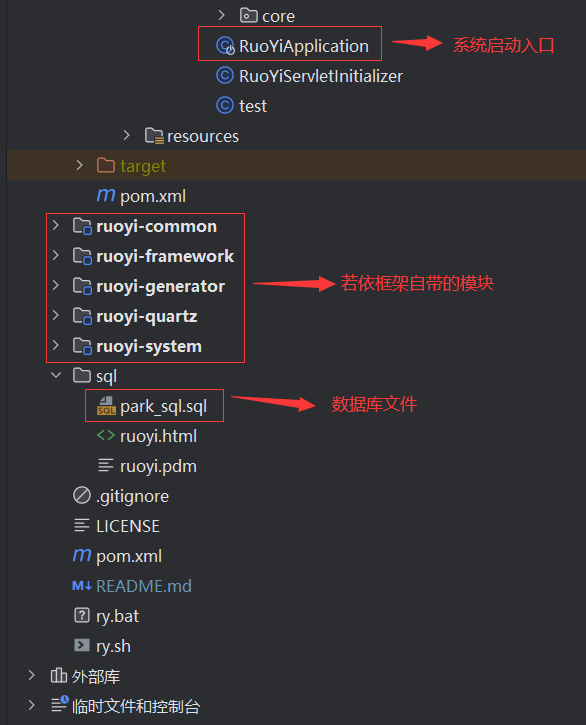 core
RuoYiApplication
系统启动入口
RuoYiServletInitializer
test
resources
target
m pom.xml
ruoyi-common
ruoyi-framework
ruoyi-generator
若依框架自带的模块
ruoyi-quartz
ruoyi-system
sql
SQL park_sql.sql
数据库文件
<> ruoyi.html
ruoyi.pdm
.gitignore
LICENSE
m pom.xml
M↓ README.md
? ry.bat
ry.sh
外部库
临时文件和控制台